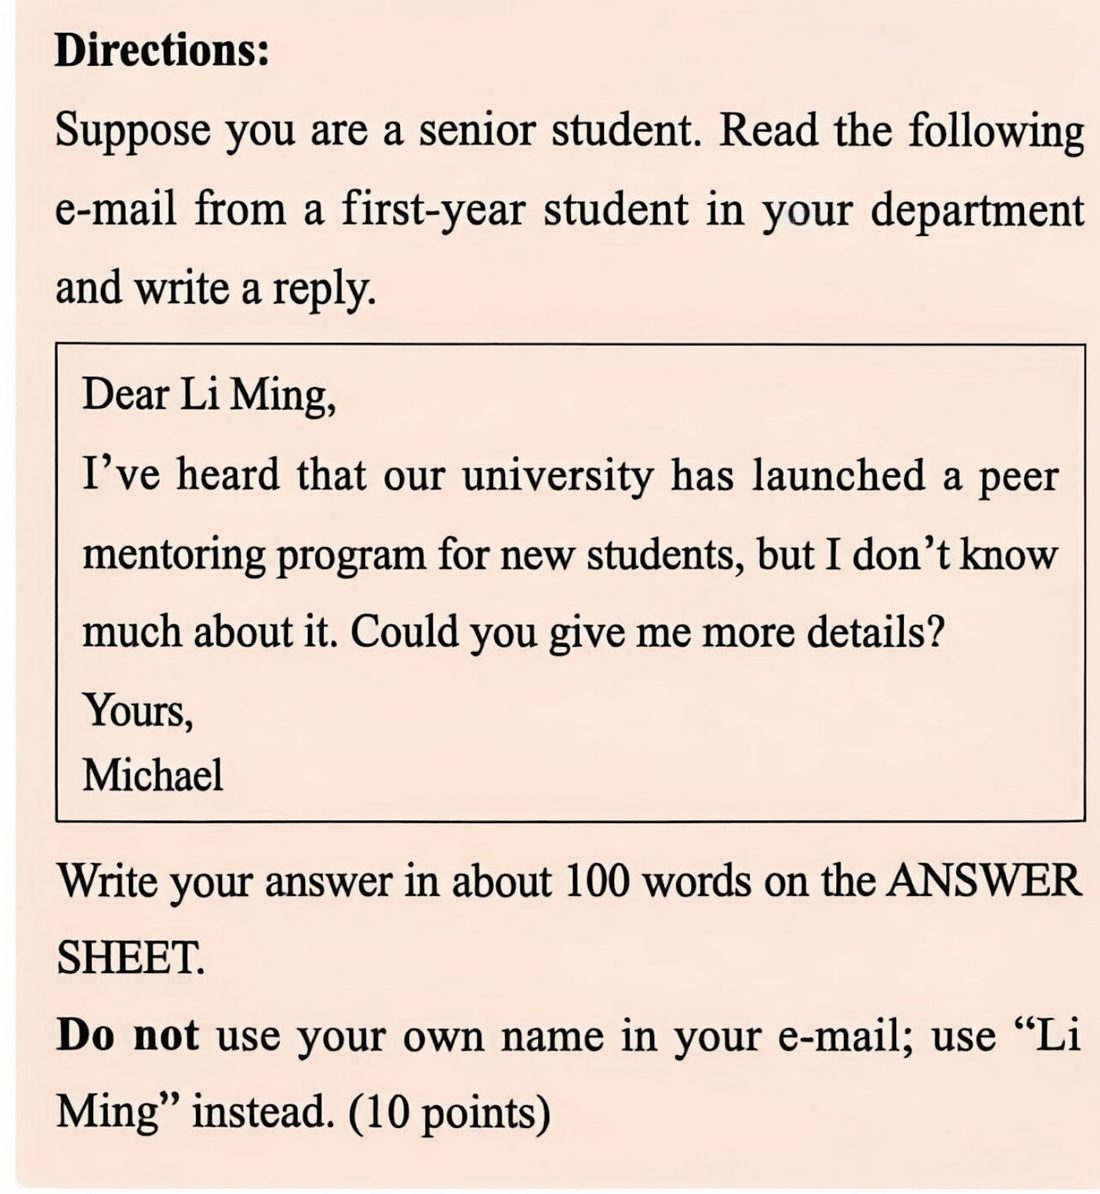 Directions:
Suppose you are a senior student. Read the following
e-mail from a first-year student in your department
and write a reply.
Dear Li Ming,
I’ve heard that our university has launched a peer
mentoring program for new students, but I don’t know
much about it. Could you give me more details?
Yours,
Michael
Write your answer in about 100 words on the ANSWER
SHEET.
Do not use your own name in your e-mail; use “Li
Ming” instead. (10 points)